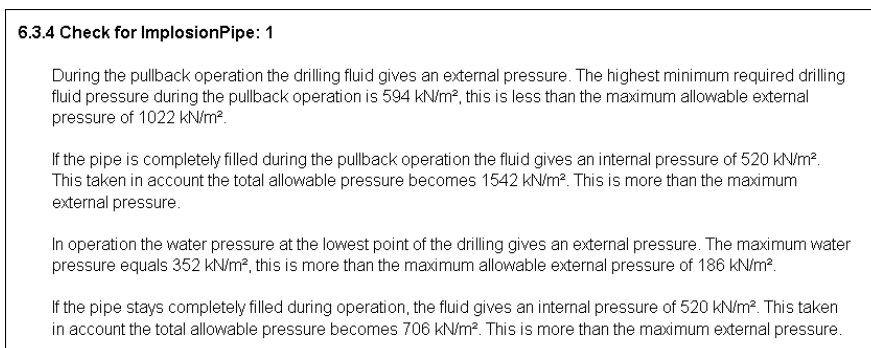 6.3.4 Check for ImplosionPipe: 1
During the pullback operation the drilling fluid gives an external pressure. The highest minimum required drilling
fluid pressure during the pullback operation is 594 kN/m², this is less than the maximum allowable external
pressure of 1022 kN/m².
If the pipe is completely filled during the pullback operation the fluid gives an internal pressure of 520 kN/m².
This taken in account the total allowable pressure becomes 1542 kN/m². This is more than the maximum
external pressure.
In operation the water pressure at the lowest point of the drilling gives an external pressure. The maximum water
pressure equals 352 kN/m², this is more than the maximum allowable external pressure of 186 kN/m².
If the pipe stays completely filled during operation, the fluid gives an internal pressure of 520 kN/m². This taken
in account the total allowable pressure becomes 706 kN/m². This is more than the maximum external pressure.